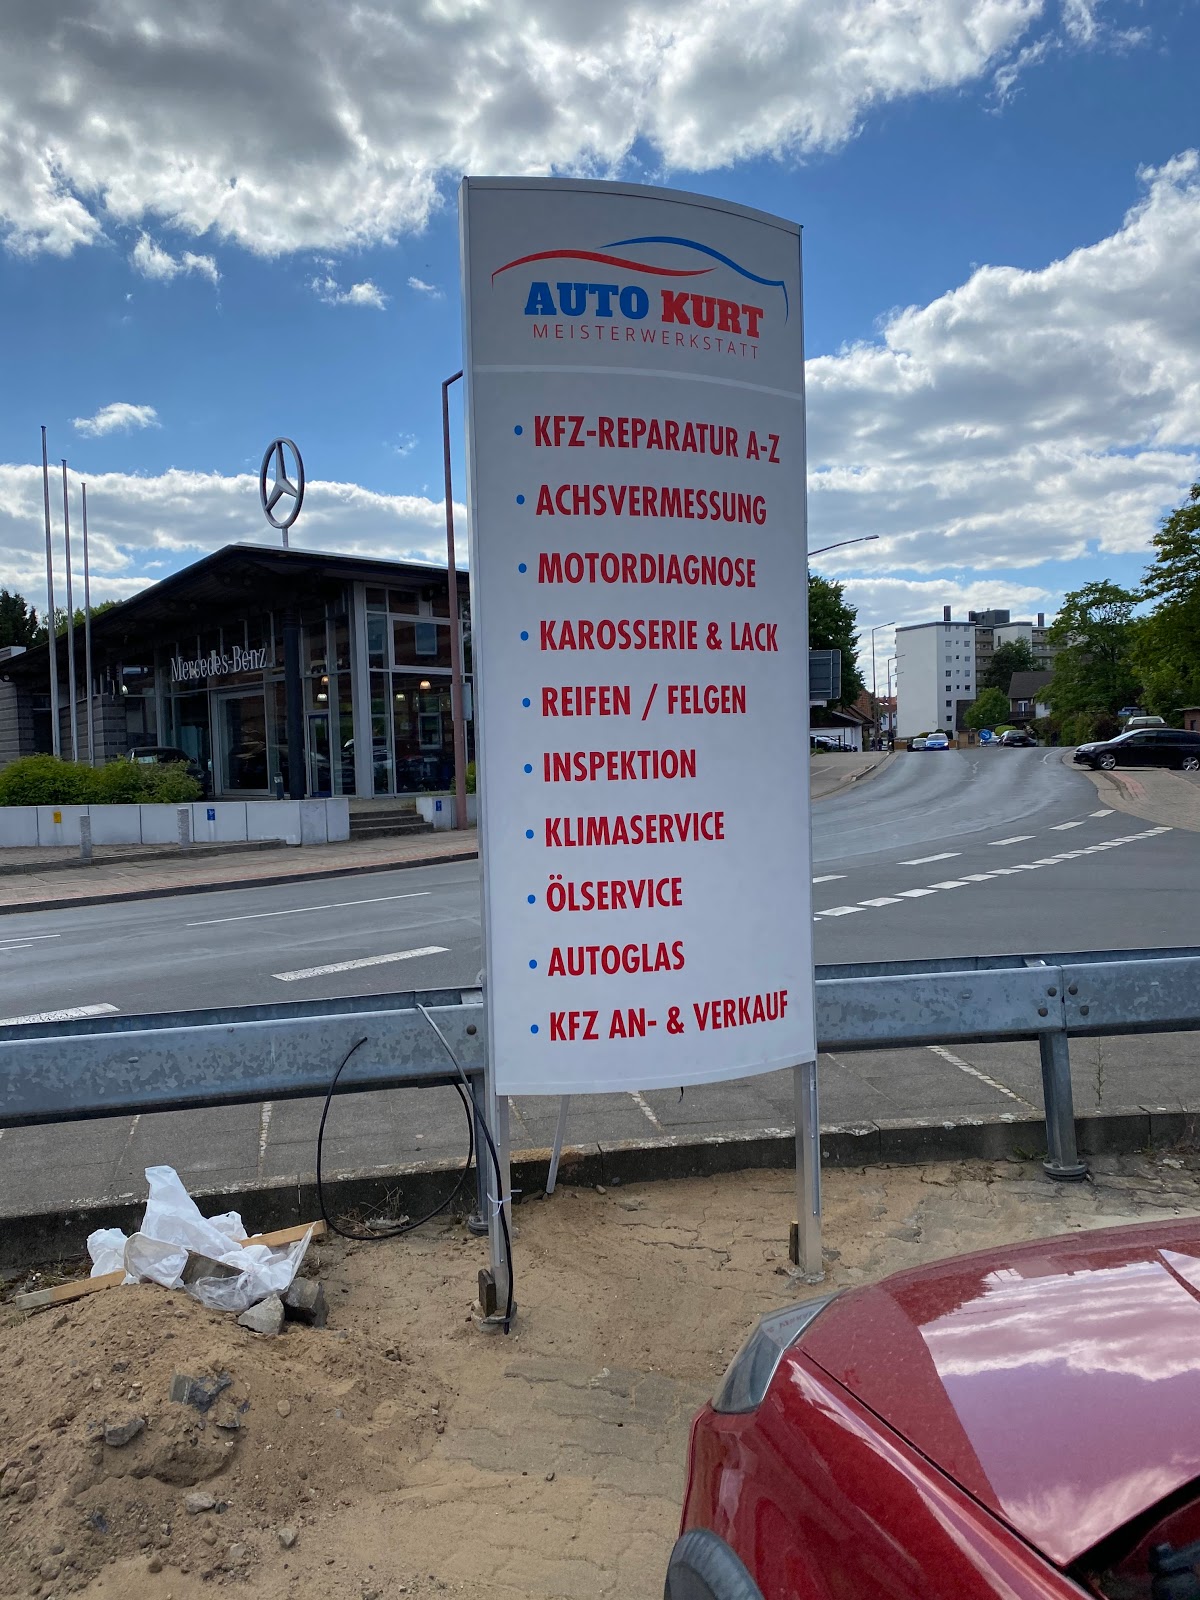 AUTO KURT
MEISTERWERKSTATT
• KFZ-REPARATUR A-Z
• ACHSVERMESSUNG
• MOTORDIAGNOSE
• KAROSSERIE & LACK
• REIFEN / FELGEN
• INSPEKTION
• KLIMASERVICE
• ÖLSERVICE
• AUTOGLAS
• KFZ AN- & VERKAUF
Mercedes-Benz